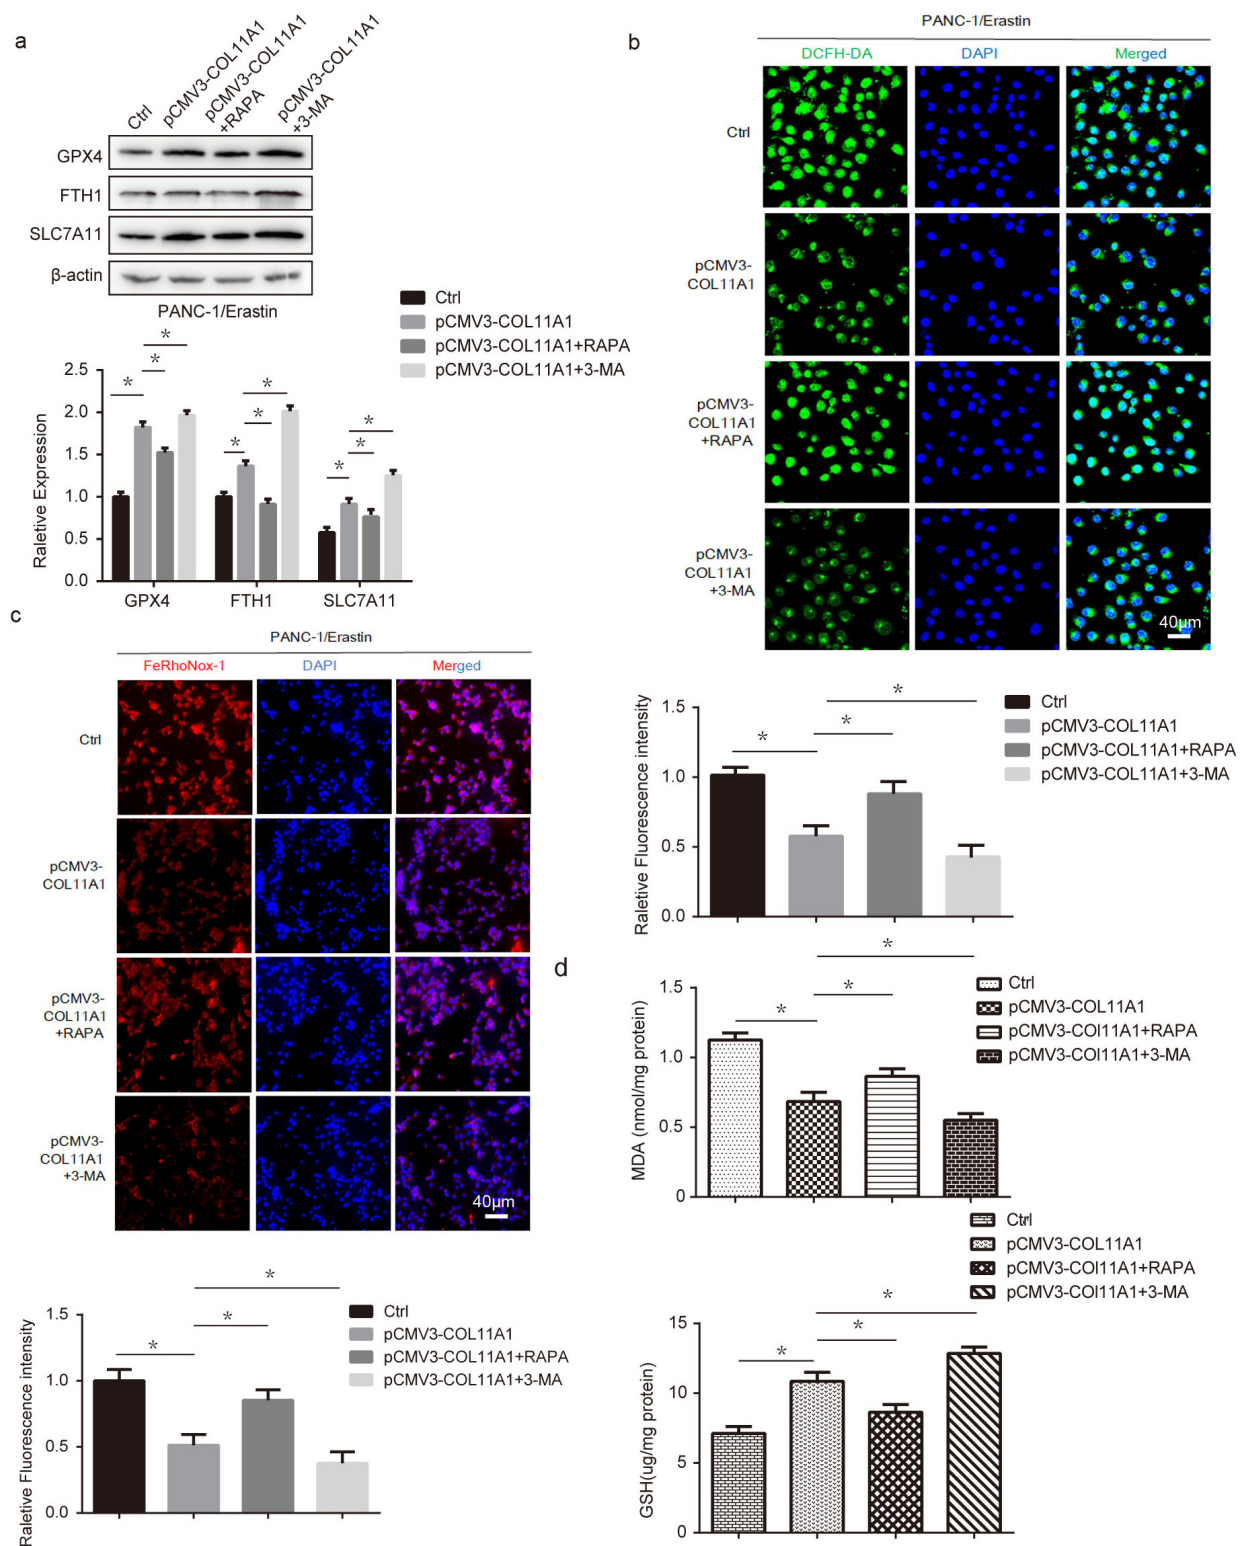 a
Ctrl
pCMV3-COL11A1
pCMV3-COL11A1
+RAPA
pCMV3-COL11A1
+3-MA
GPX4
FTH1
SLC7A11
β-actin
PANC-1/Erastin
Ctrl
pCMV3-COL11A1
pCMV3-COL11A1+RAPA
pCMV3-COL11A1+3-MA
Raletive Expression
2.5
2.0
1.5
1.0
0.5
0.0
*
*
*
*
*
*
*
*
*
GPX4
FTH1
SLC7A11
b
PANC-1/Erastin
DCFH-DA
DAPI
Merged
Ctrl
pCMV3-
COL11A1
pCMV3-
COL11A1
+RAPA
pCMV3-
COL11A1
+3-MA
40μm
Raletive Fluorescence intensity
1.5
1.0
0.5
0.0
*
*
*
Ctrl
pCMV3-COL11A1
pCMV3-COL11A1+RAPA
pCMV3-COL11A1+3-MA
c
PANC-1/Erastin
FeRhoNox-1
DAPI
Merged
Ctrl
pCMV3-
COL11A1
pCMV3-
COL11A1
+RAPA
pCMV3-
COL11A1
+3-MA
40μm
Raletive Fluorescence intensity
1.5
1.0
0.5
0.0
*
*
*
Ctrl
pCMV3-COL11A1
pCMV3-COL11A1+RAPA
pCMV3-COL11A1+3-MA
d
MDA (nmol/mg protein)
1.5
1.0
0.5
0
*
*
*
Ctrl
pCMV3-COL11A1
pCMV3-COl11A1+RAPA
pCMV3-COl11A1+3-MA
Ctrl
pCMV3-COL11A1
pCMV3-COl11A1+RAPA
pCMV3-COl11A1+3-MA
GSH(ug/mg protein)
15
10
5
0
*
*
*